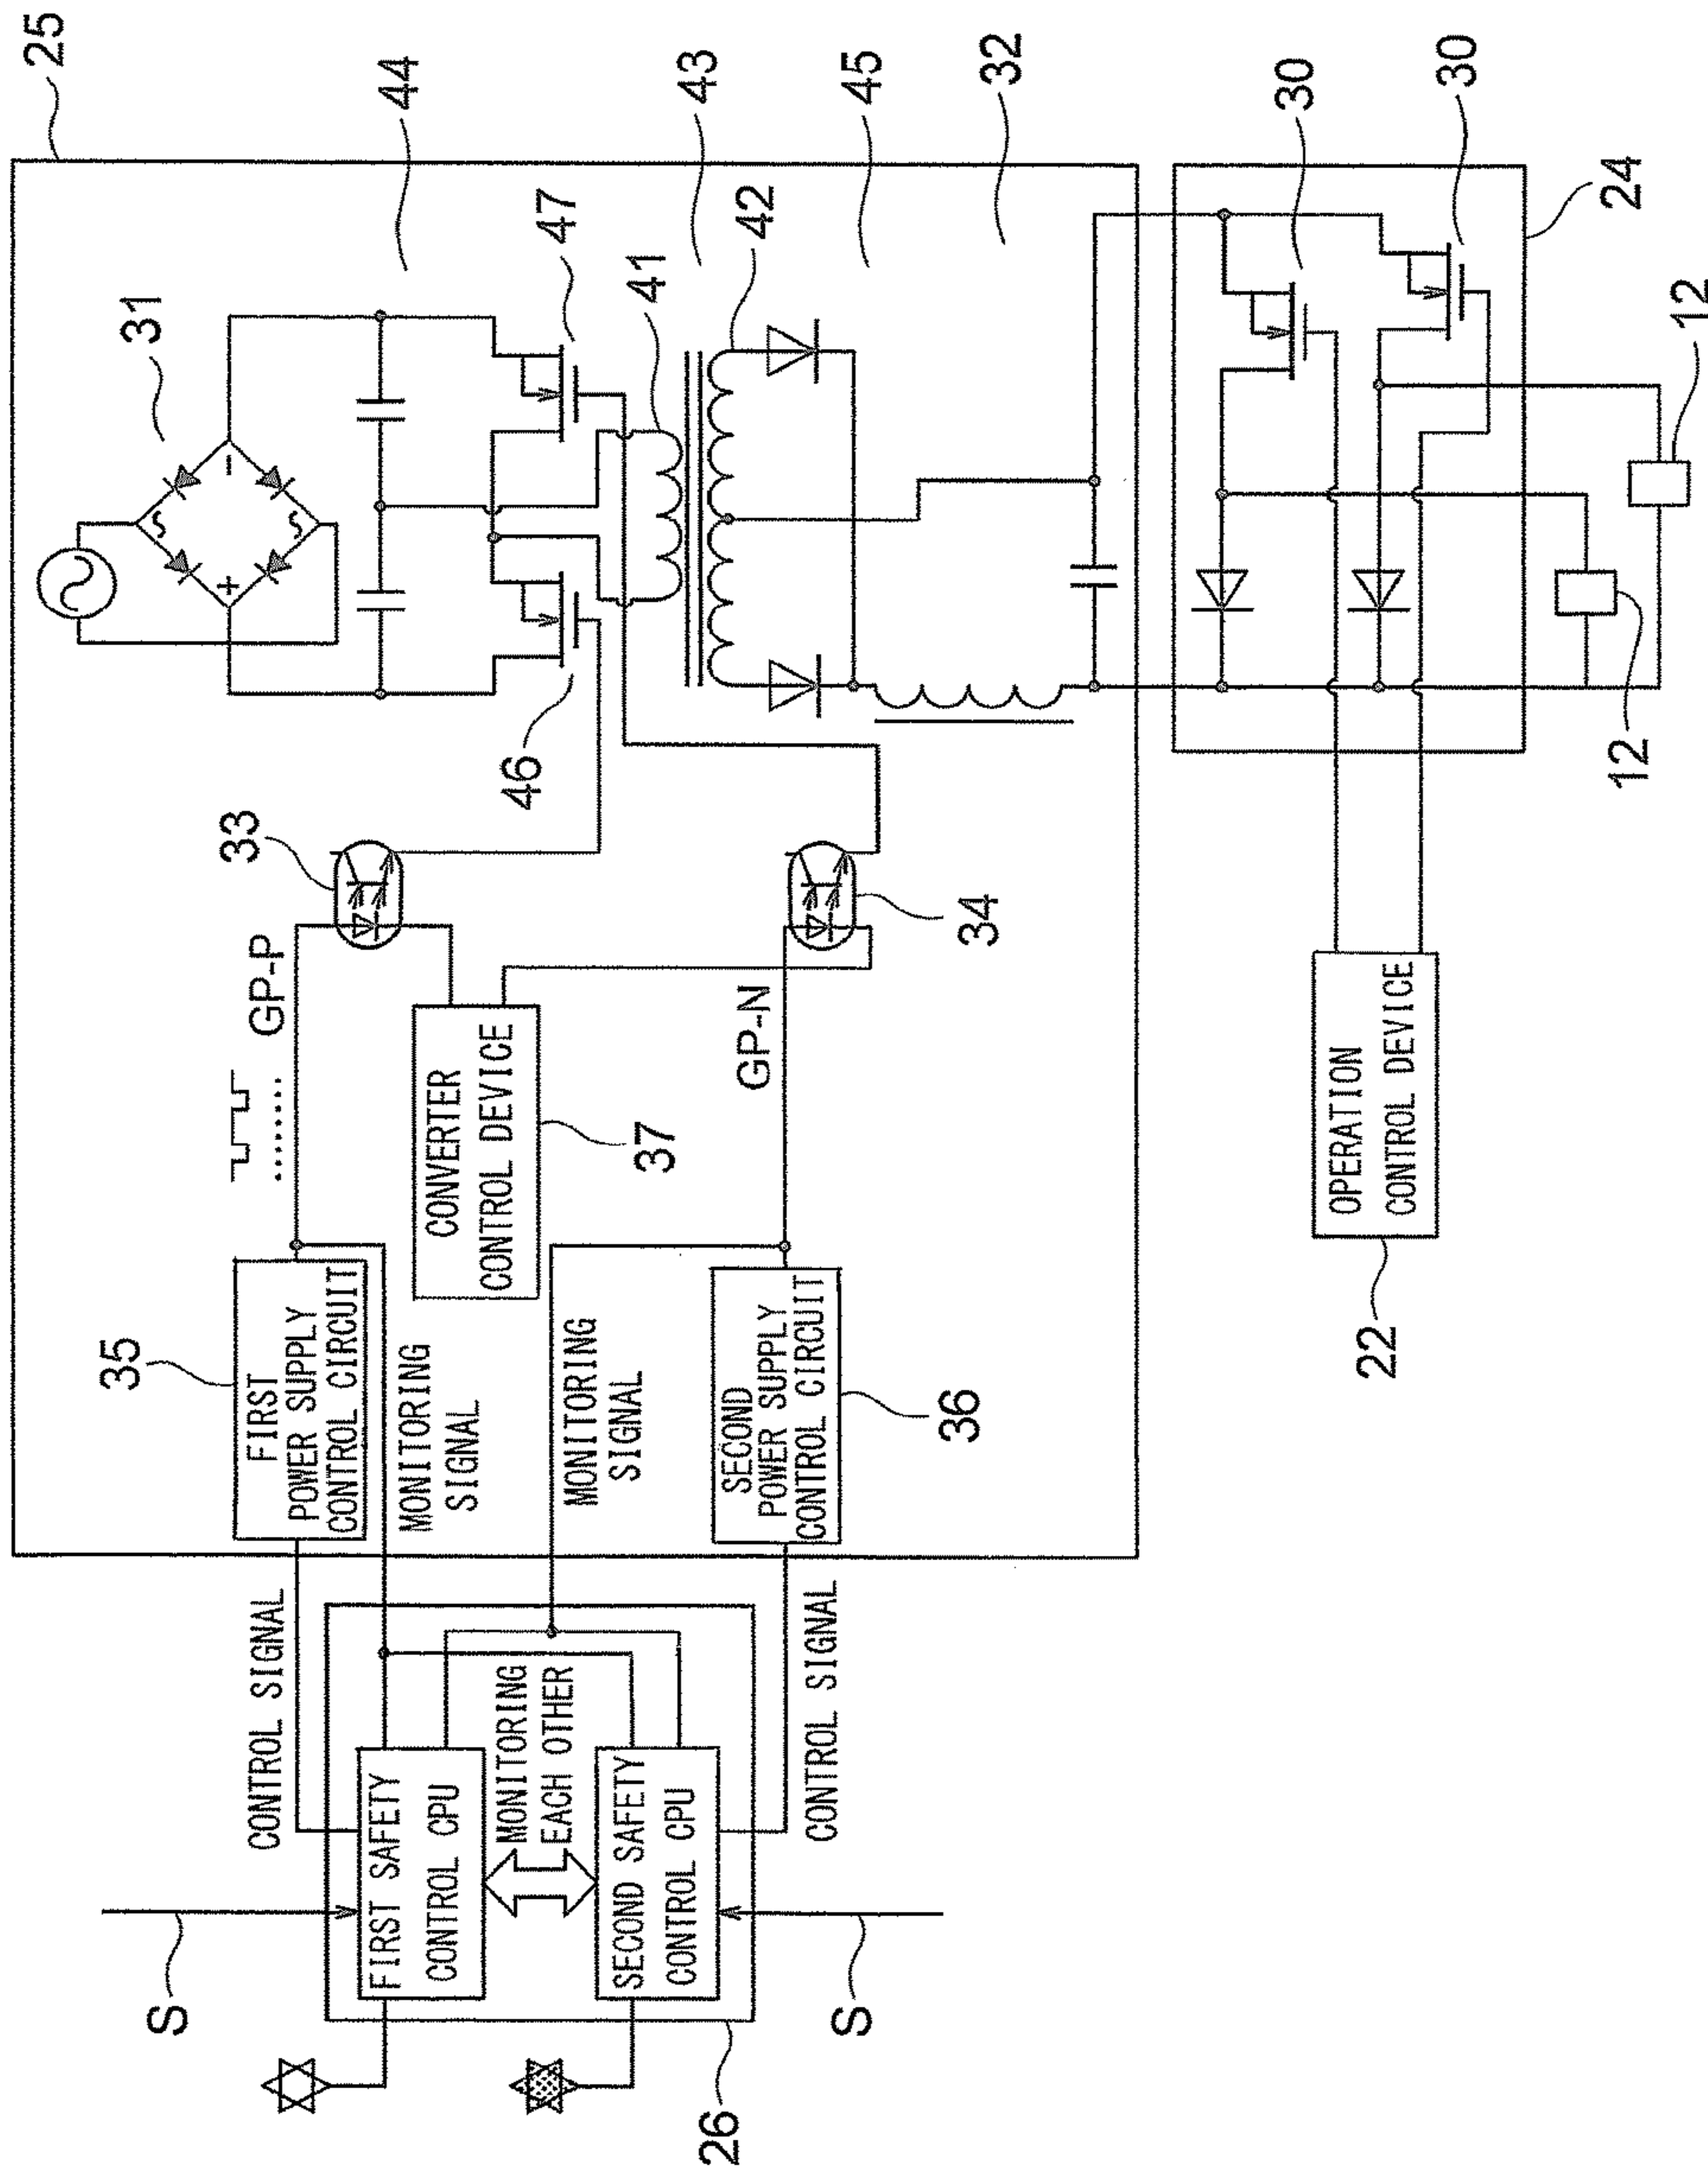 25
31
44
47
43
41
42
45
32
46
33
34
GP-P
GP-N
CONVERTER
CONTROL DEVICE
37
35
FIRST
POWER SUPPLY
CONTROL CIRCUIT
MONITORING
SIGNAL
MONITORING
SIGNAL
SECOND
POWER SUPPLY
CONTROL CIRCUIT
36
30
30
24
12
12
OPERATION
CONTROL DEVICE
22
CONTROL SIGNAL
CONTROL SIGNAL
FIRST SAFETY
CONTROL CPU
MONITORING
EACH OTHER
SECOND SAFETY
CONTROL CPU
S
S
26
+
-